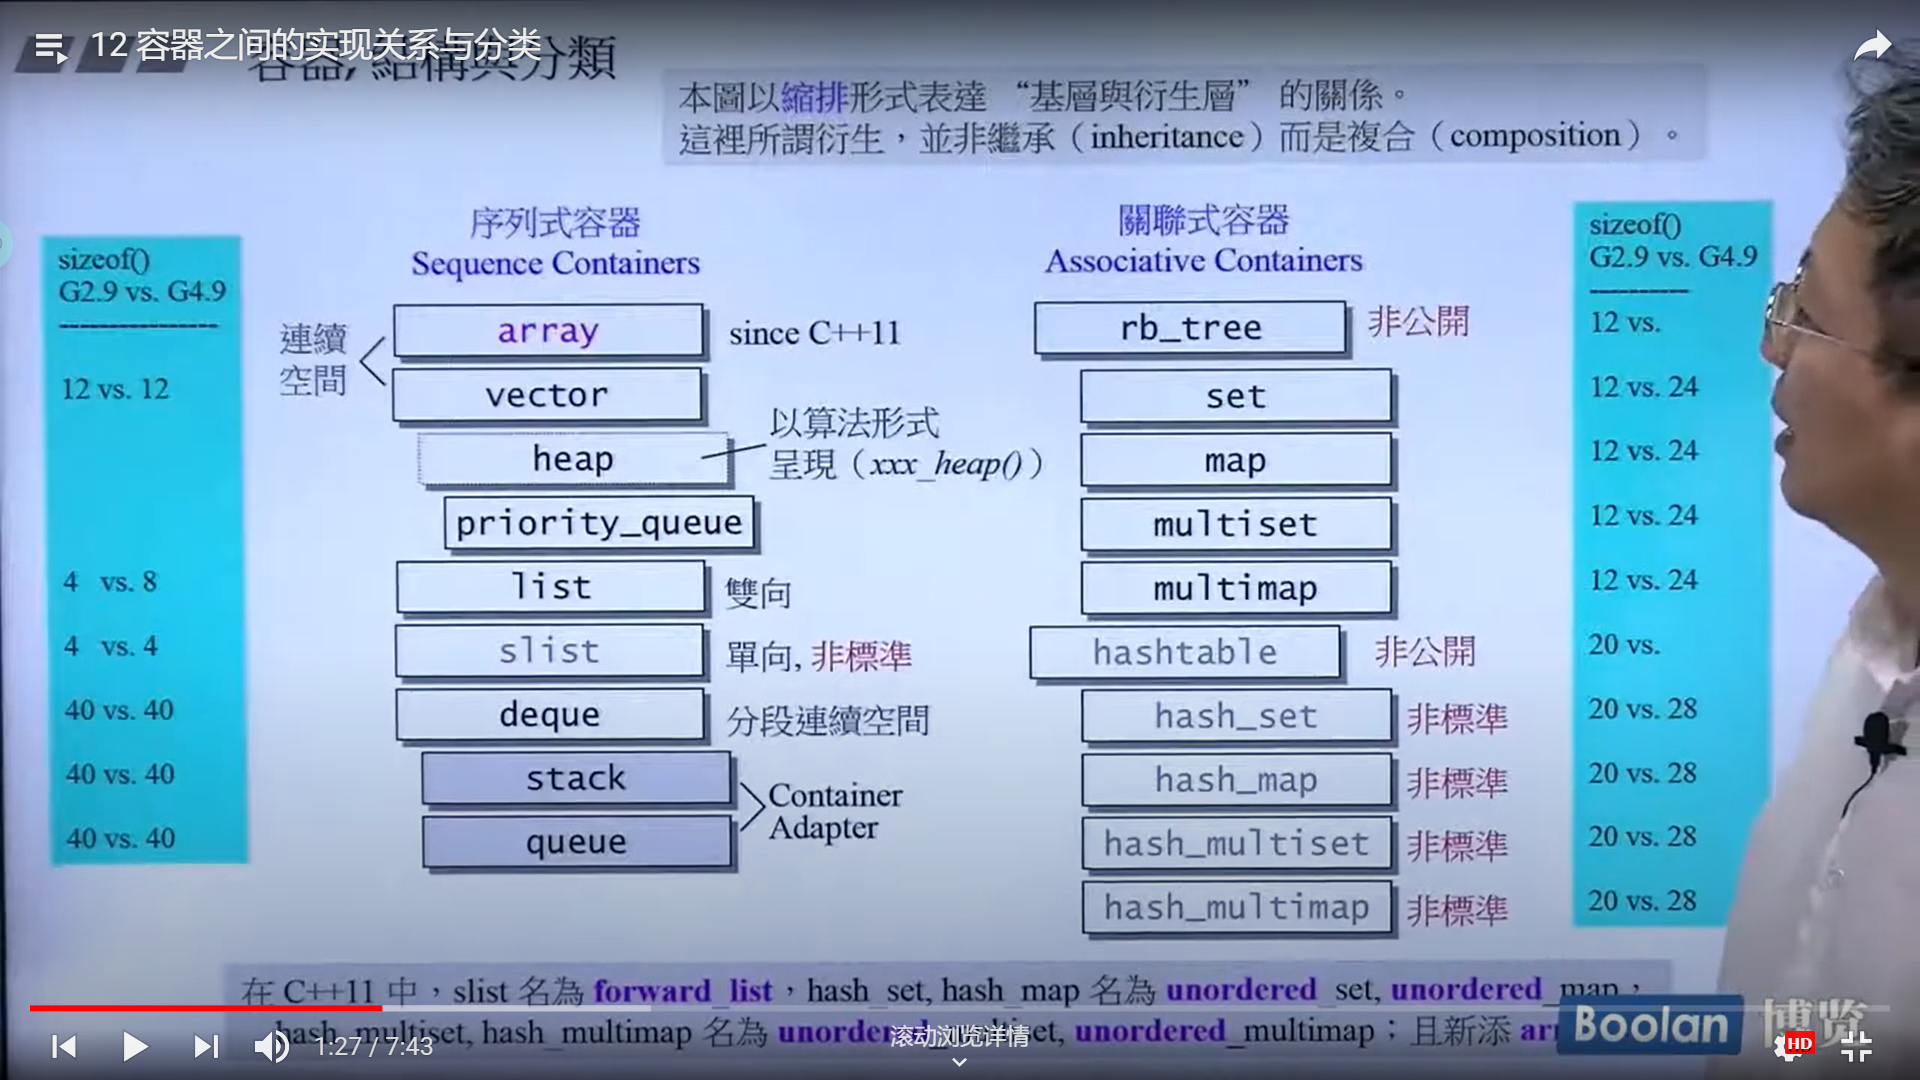 12 容器之间的实现关系与分类
容器, 結構與分類
本圖以縮排形式表達 “基層與衍生層” 的關係。
這裡所謂衍生，並非繼承（inheritance）而是複合（composition）。
序列式容器
Sequence Containers
sizeof()
G2.9 vs. G4.9
---------------
12 vs. 12
4 vs. 8
4 vs. 4
40 vs. 40
40 vs. 40
40 vs. 40
連續
空間
array
since C++11
vector
heap
以算法形式
呈現（xxx_heap()）
priority_queue
list
雙向
slist
單向, 非標準
deque
分段連續空間
stack
queue
Container
Adapter
關聯式容器
Associative Containers
rb_tree
非公開
set
map
multiset
multimap
hashtable
非公開
hash_set
非標準
hash_map
非標準
hash_multiset
非標準
hash_multimap
非標準
sizeof()
G2.9 vs. G4.9
----------
12 vs.
12 vs. 24
12 vs. 24
12 vs. 24
12 vs. 24
20 vs.
20 vs. 28
20 vs. 28
20 vs. 28
20 vs. 28
在 C++11 中，slist 名為 forward_list，hash_set, hash_map 名為 unordered_set, unordered_map，
hash_multiset, hash_multimap 名為 unordered_multiset, unordered_multimap；且新添
Boolan 博览
1:27 / 7:43
滚动浏览详情
HD